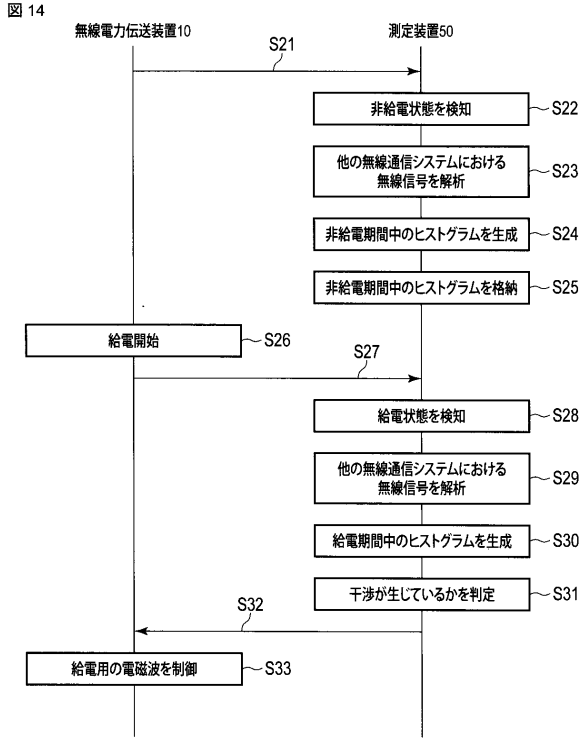 図 14
無線電力伝送装置10
測定装置50
S21
非給電状態を検知
S22
他の無線通信システムにおける
無線信号を解析
S23
非給電期間中のヒストグラムを生成
S24
非給電期間中のヒストグラムを格納
S25
給電開始
S26
S27
給電状態を検知
S28
他の無線通信システムにおける
無線信号を解析
S29
給電期間中のヒストグラムを生成
S30
干渉が生じているかを判定
S31
S32
給電用の電磁波を制御
S33